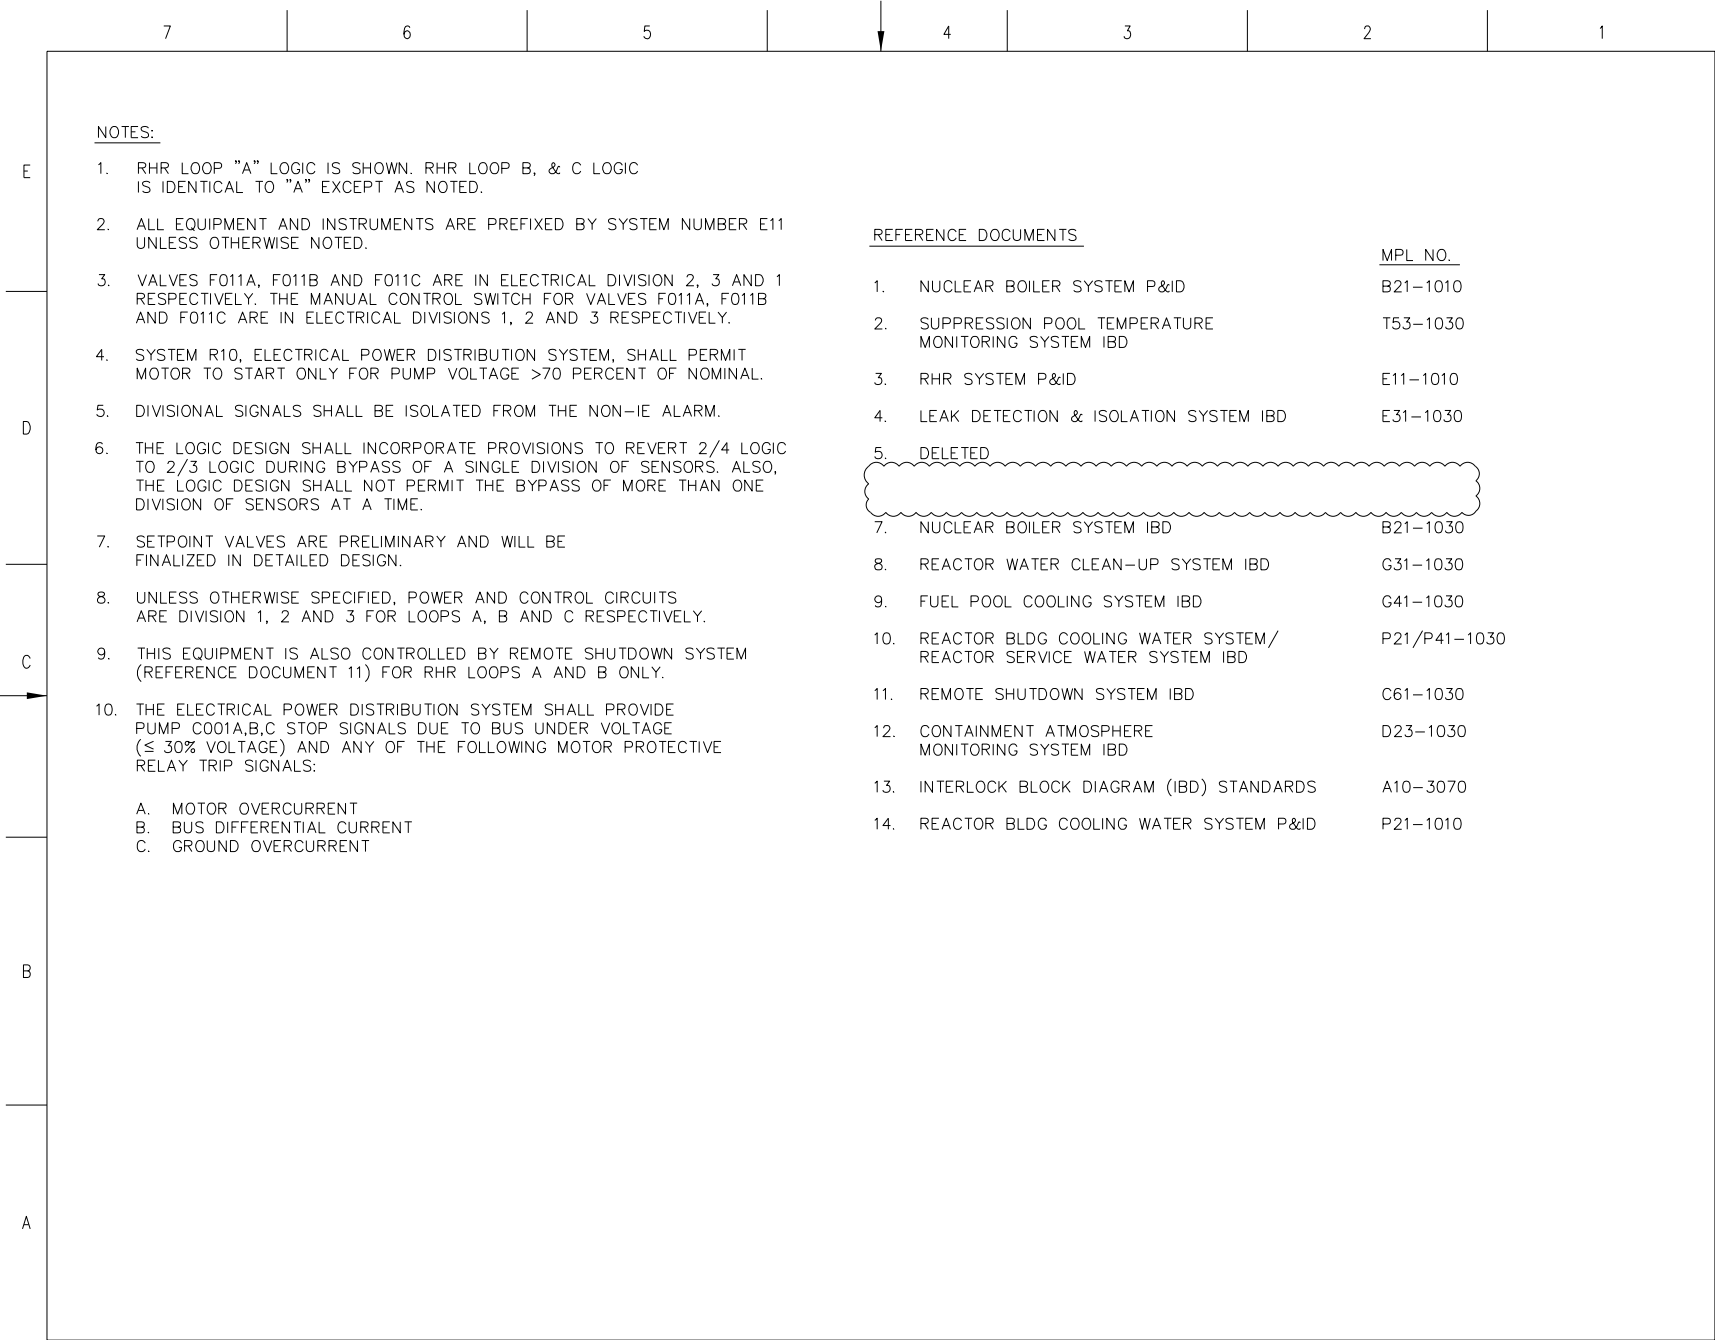 7 6 5 4 3 2 1
E
D
C
B
A
NOTES:
1. RHR LOOP "A" LOGIC IS SHOWN. RHR LOOP B, & C LOGIC
IS IDENTICAL TO "A" EXCEPT AS NOTED.
2. ALL EQUIPMENT AND INSTRUMENTS ARE PREFIXED BY SYSTEM NUMBER E11
UNLESS OTHERWISE NOTED.
3. VALVES F011A, F011B AND F011C ARE IN ELECTRICAL DIVISION 2, 3 AND 1
RESPECTIVELY. THE MANUAL CONTROL SWITCH FOR VALVES F011A, F011B
AND F011C ARE IN ELECTRICAL DIVISIONS 1, 2 AND 3 RESPECTIVELY.
4. SYSTEM R10, ELECTRICAL POWER DISTRIBUTION SYSTEM, SHALL PERMIT
MOTOR TO START ONLY FOR PUMP VOLTAGE >70 PERCENT OF NOMINAL.
5. DIVISIONAL SIGNALS SHALL BE ISOLATED FROM THE NON-IE ALARM.
6. THE LOGIC DESIGN SHALL INCORPORATE PROVISIONS TO REVERT 2/4 LOGIC
TO 2/3 LOGIC DURING BYPASS OF A SINGLE DIVISION OF SENSORS. ALSO,
THE LOGIC DESIGN SHALL NOT PERMIT THE BYPASS OF MORE THAN ONE
DIVISION OF SENSORS AT A TIME.
7. SETPOINT VALVES ARE PRELIMINARY AND WILL BE
FINALIZED IN DETAILED DESIGN.
8. UNLESS OTHERWISE SPECIFIED, POWER AND CONTROL CIRCUITS
ARE DIVISION 1, 2 AND 3 FOR LOOPS A, B AND C RESPECTIVELY.
9. THIS EQUIPMENT IS ALSO CONTROLLED BY REMOTE SHUTDOWN SYSTEM
(REFERENCE DOCUMENT 11) FOR RHR LOOPS A AND B ONLY.
10. THE ELECTRICAL POWER DISTRIBUTION SYSTEM SHALL PROVIDE
PUMP C001A,B,C STOP SIGNALS DUE TO BUS UNDER VOLTAGE
(≤ 30% VOLTAGE) AND ANY OF THE FOLLOWING MOTOR PROTECTIVE
RELAY TRIP SIGNALS:
A. MOTOR OVERCURRENT
B. BUS DIFFERENTIAL CURRENT
C. GROUND OVERCURRENT
REFERENCE DOCUMENTS
MPL NO.
1. NUCLEAR BOILER SYSTEM P&ID B21-1010
2. SUPPRESSION POOL TEMPERATURE T53-1030
MONITORING SYSTEM IBD
3. RHR SYSTEM P&ID E11-1010
4. LEAK DETECTION & ISOLATION SYSTEM IBD E31-1030
5. DELETED
7. NUCLEAR BOILER SYSTEM IBD B21-1030
8. REACTOR WATER CLEAN-UP SYSTEM IBD G31-1030
9. FUEL POOL COOLING SYSTEM IBD G41-1030
10. REACTOR BLDG COOLING WATER SYSTEM/ P21/P41-1030
REACTOR SERVICE WATER SYSTEM IBD
11. REMOTE SHUTDOWN SYSTEM IBD C61-1030
12. CONTAINMENT ATMOSPHERE D23-1030
MONITORING SYSTEM IBD
13. INTERLOCK BLOCK DIAGRAM (IBD) STANDARDS A10-3070
14. REACTOR BLDG COOLING WATER SYSTEM P&ID P21-1010